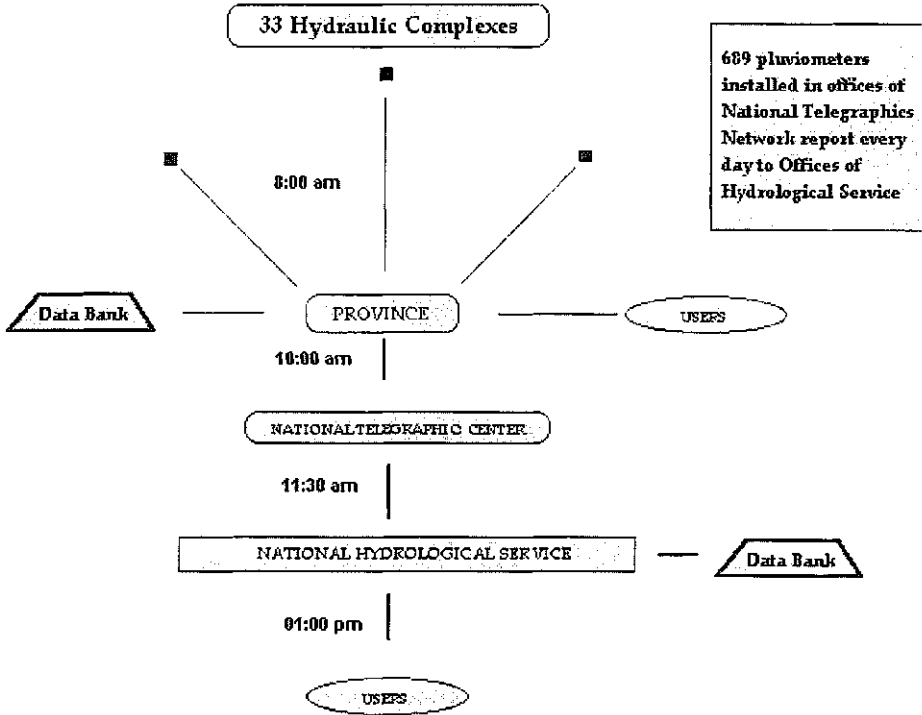 33 Hydraulic Complexes
689 pluviometers
installed in offices of
National Telegraphics
Network report every
day to Offices of
Hydrological Service
8:00 am
Data Bank
PROVINCE
USERS
10:00 am
NATIONAL TELEGRAPHIC CENTER
11:30 am
NATIONAL HYDROLOGICAL SERVICE
Data Bank
01:00 pm
USERS